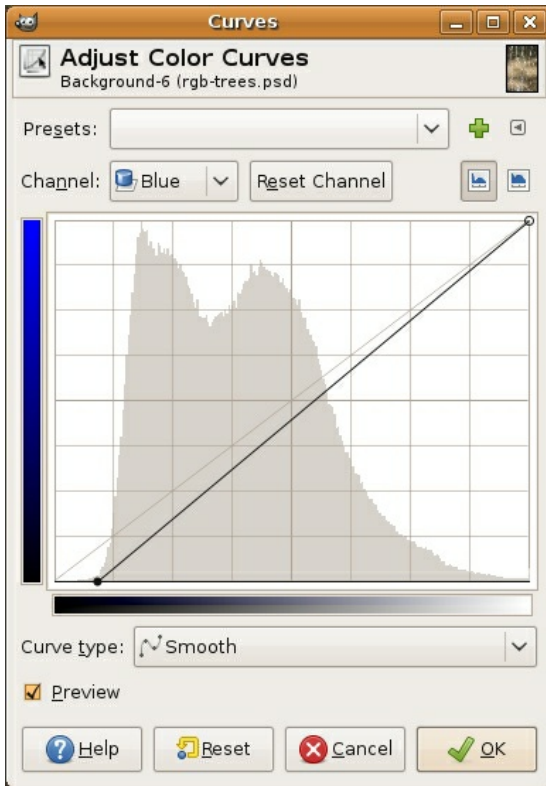 Curves
Adjust Color Curves
Background-6 (rgb-trees.psd)
Presets:
Channel: Blue Reset Channel
Curve type: Smooth
Preview
Help Reset Cancel OK